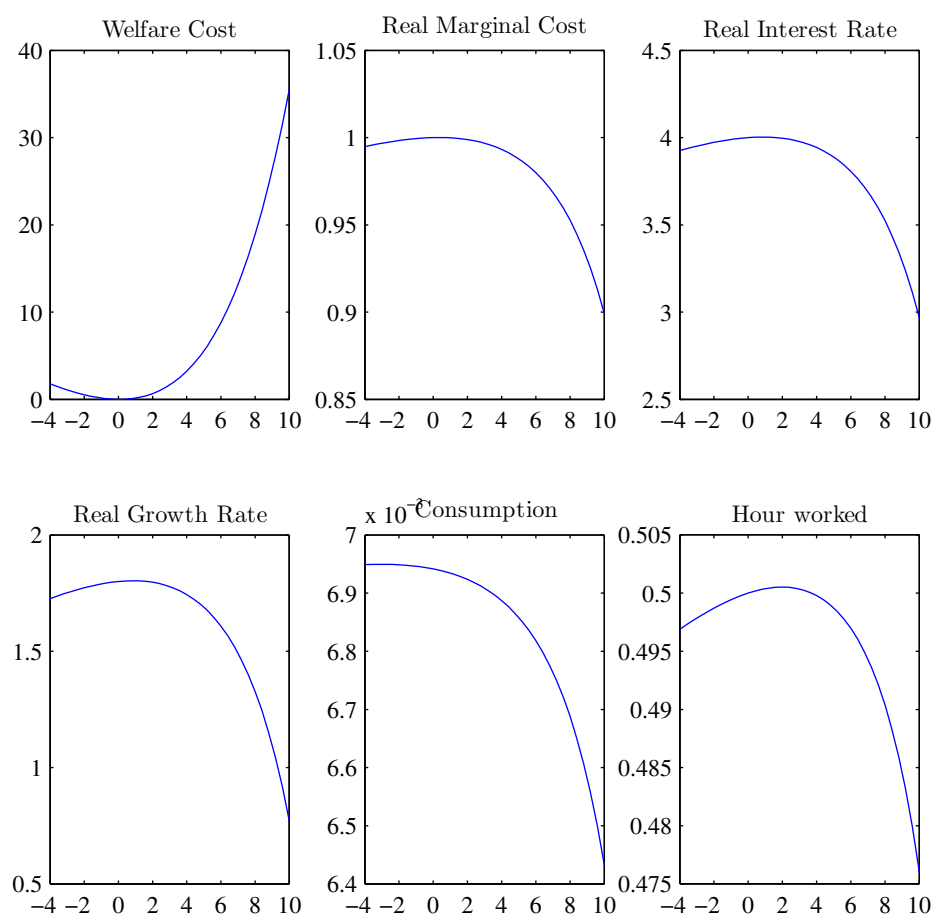 Welfare Cost
40
30
20
10
0
−4 −2 0 2 4 6 8 10
Real Marginal Cost
1.05
1
0.95
0.9
0.85
−4 −2 0 2 4 6 8 10
Real Interest Rate
4.5
4
3.5
3
2.5
−4 −2 0 2 4 6 8 10
Real Growth Rate
2
1.5
1
0.5
−4 −2 0 2 4 6 8 10
x 10⁻³
Consumption
7
6.9
6.8
6.7
6.6
6.5
6.4
−4 −2 0 2 4 6 8 10
Hour worked
0.505
0.5
0.495
0.49
0.485
0.48
0.475
−4 −2 0 2 4 6 8 10